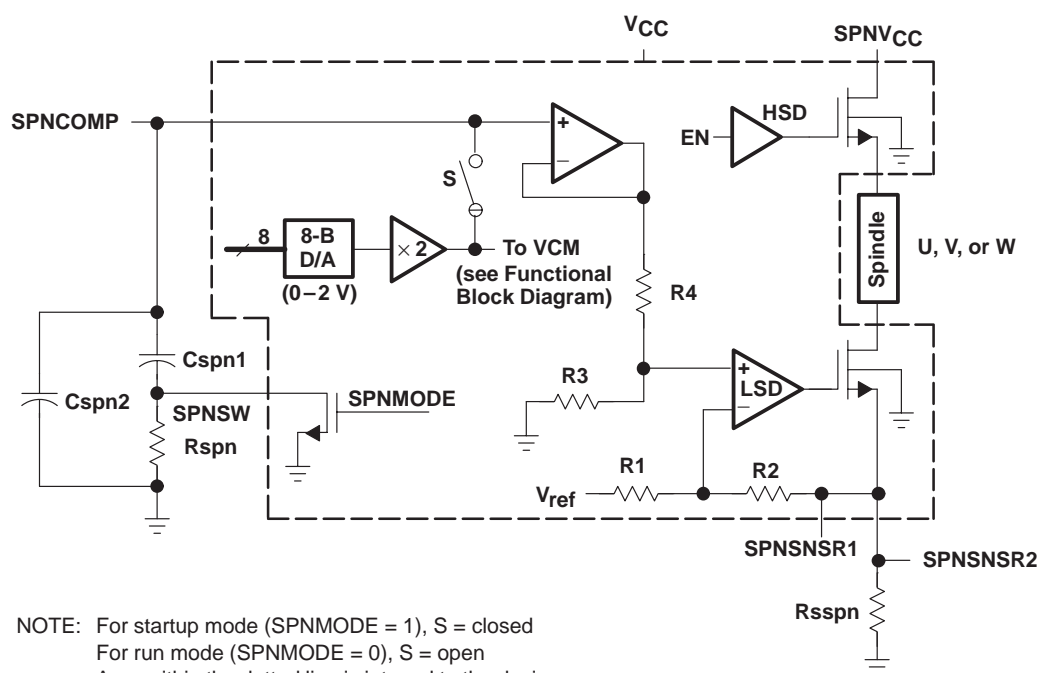 VCC
SPNVCC
SPNCOMP
HSD
EN
+
−
S
8
8-B
D/A
(0–2 V)
× 2
To VCM
(see Functional
Block Diagram)
R4
Spindle
U, V, or W
Cspn1
Cspn2
SPNSW
Rspn
SPNMODE
R3
+
LSD
−
R1
R2
Vref
SPNSNSR1
SPNSNSR2
Rsspn
NOTE: For startup mode (SPNMODE = 1), S = closed
For run mode (SPNMODE = 0), S = open